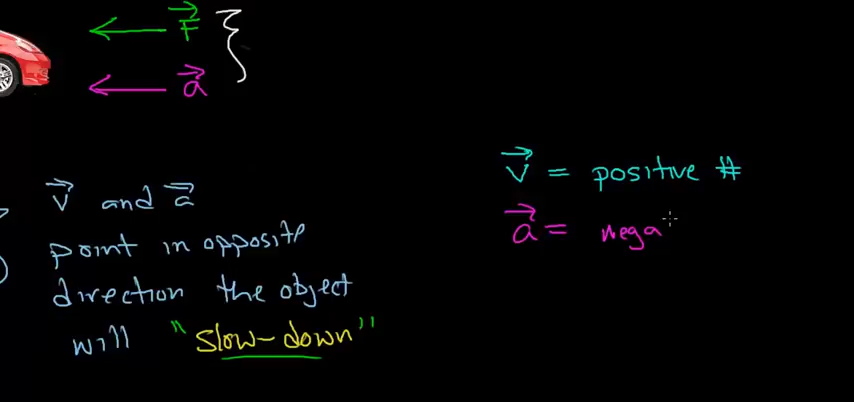 F
a
v and a
point in opposite
direction the object
will "slow-down"
v = positive #
a = nega